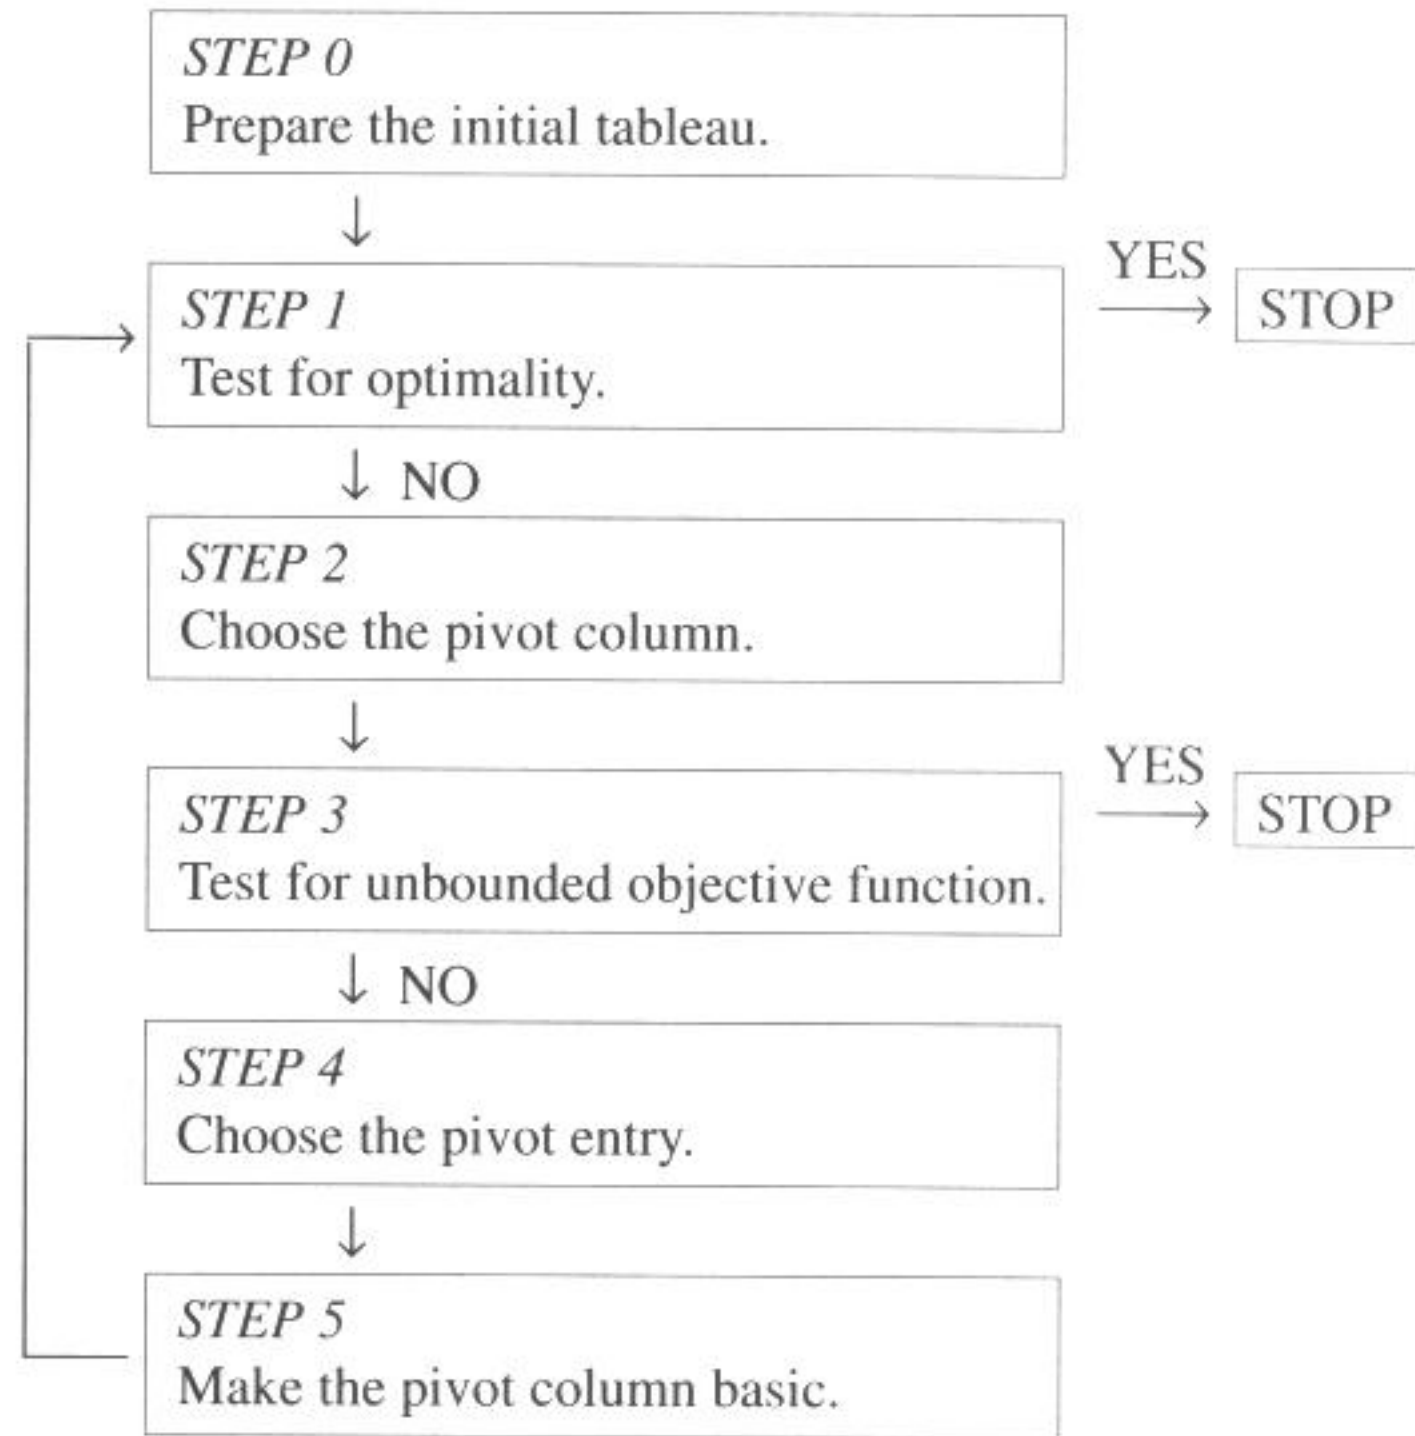 STEP 0
Prepare the initial tableau.
↓
STEP 1
Test for optimality.
YES
→
STOP
↓ NO
STEP 2
Choose the pivot column.
↓
STEP 3
Test for unbounded objective function.
YES
→
STOP
↓ NO
STEP 4
Choose the pivot entry.
↓
STEP 5
Make the pivot column basic.